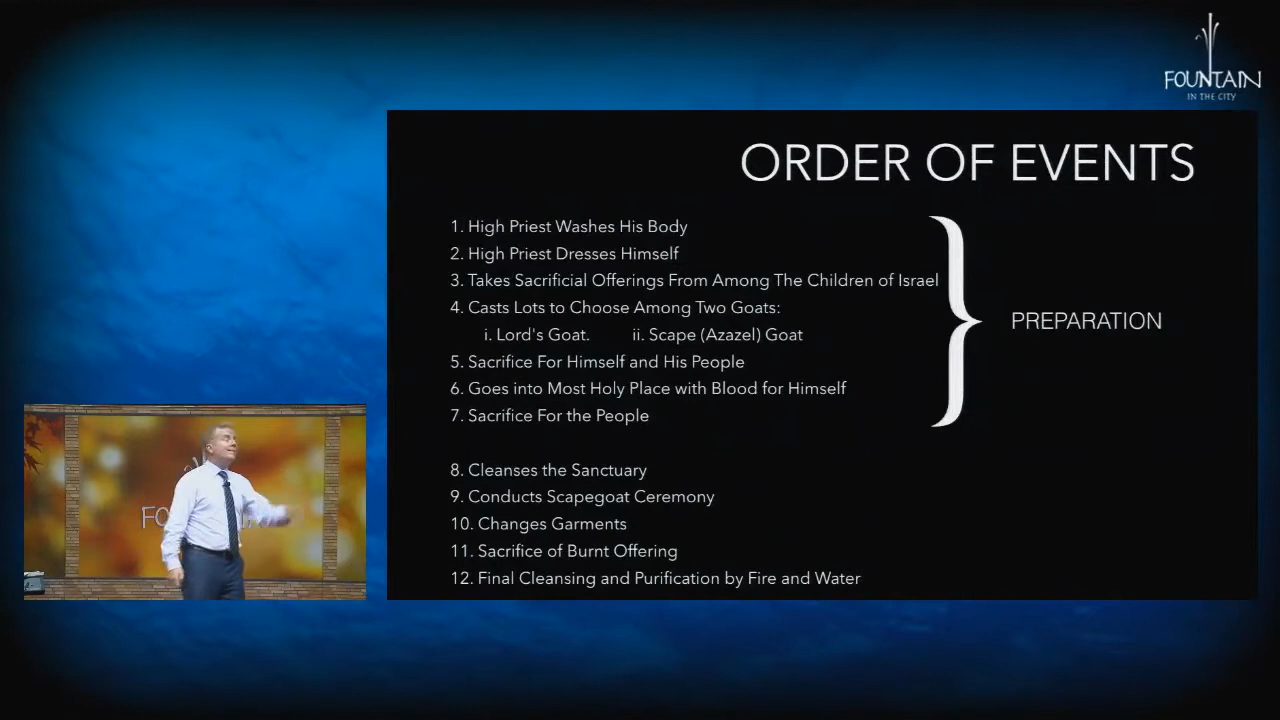 FOUNTAIN
IN THE CITY
ORDER OF EVENTS
1. High Priest Washes His Body
2. High Priest Dresses Himself
3. Takes Sacrificial Offerings From Among The Children of Israel
4. Casts Lots to Choose Among Two Goats:
i. Lord's Goat. ii. Scape (Azazel) Goat
5. Sacrifice For Himself and His People
6. Goes into Most Holy Place with Blood for Himself
7. Sacrifice For the People
PREPARATION
8. Cleanses the Sanctuary
9. Conducts Scapegoat Ceremony
10. Changes Garments
11. Sacrifice of Burnt Offering
12. Final Cleansing and Purification by Fire and Water
FO